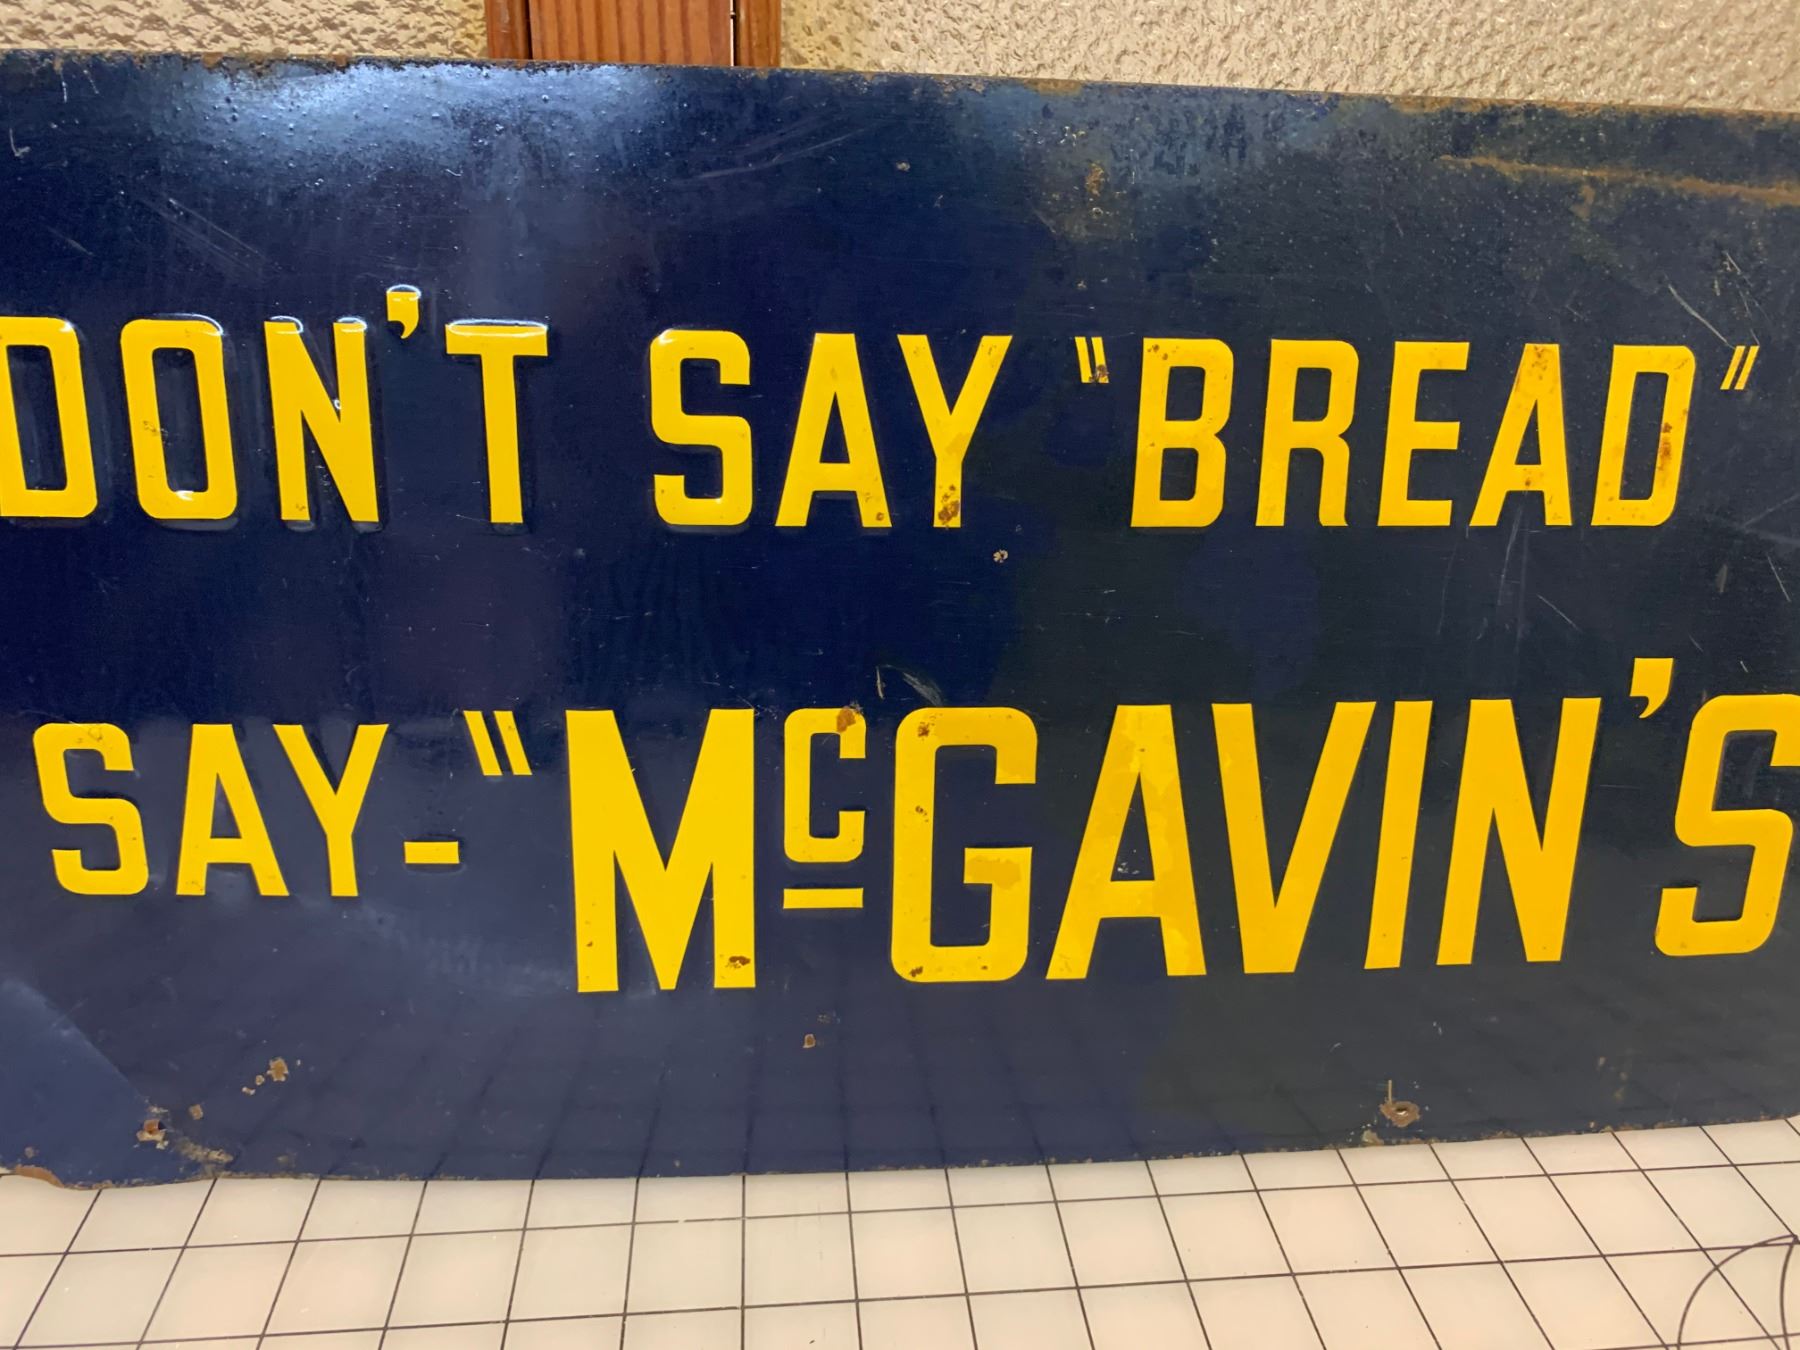 DON'T SAY "BREAD"
SAY - "McGAVIN'S